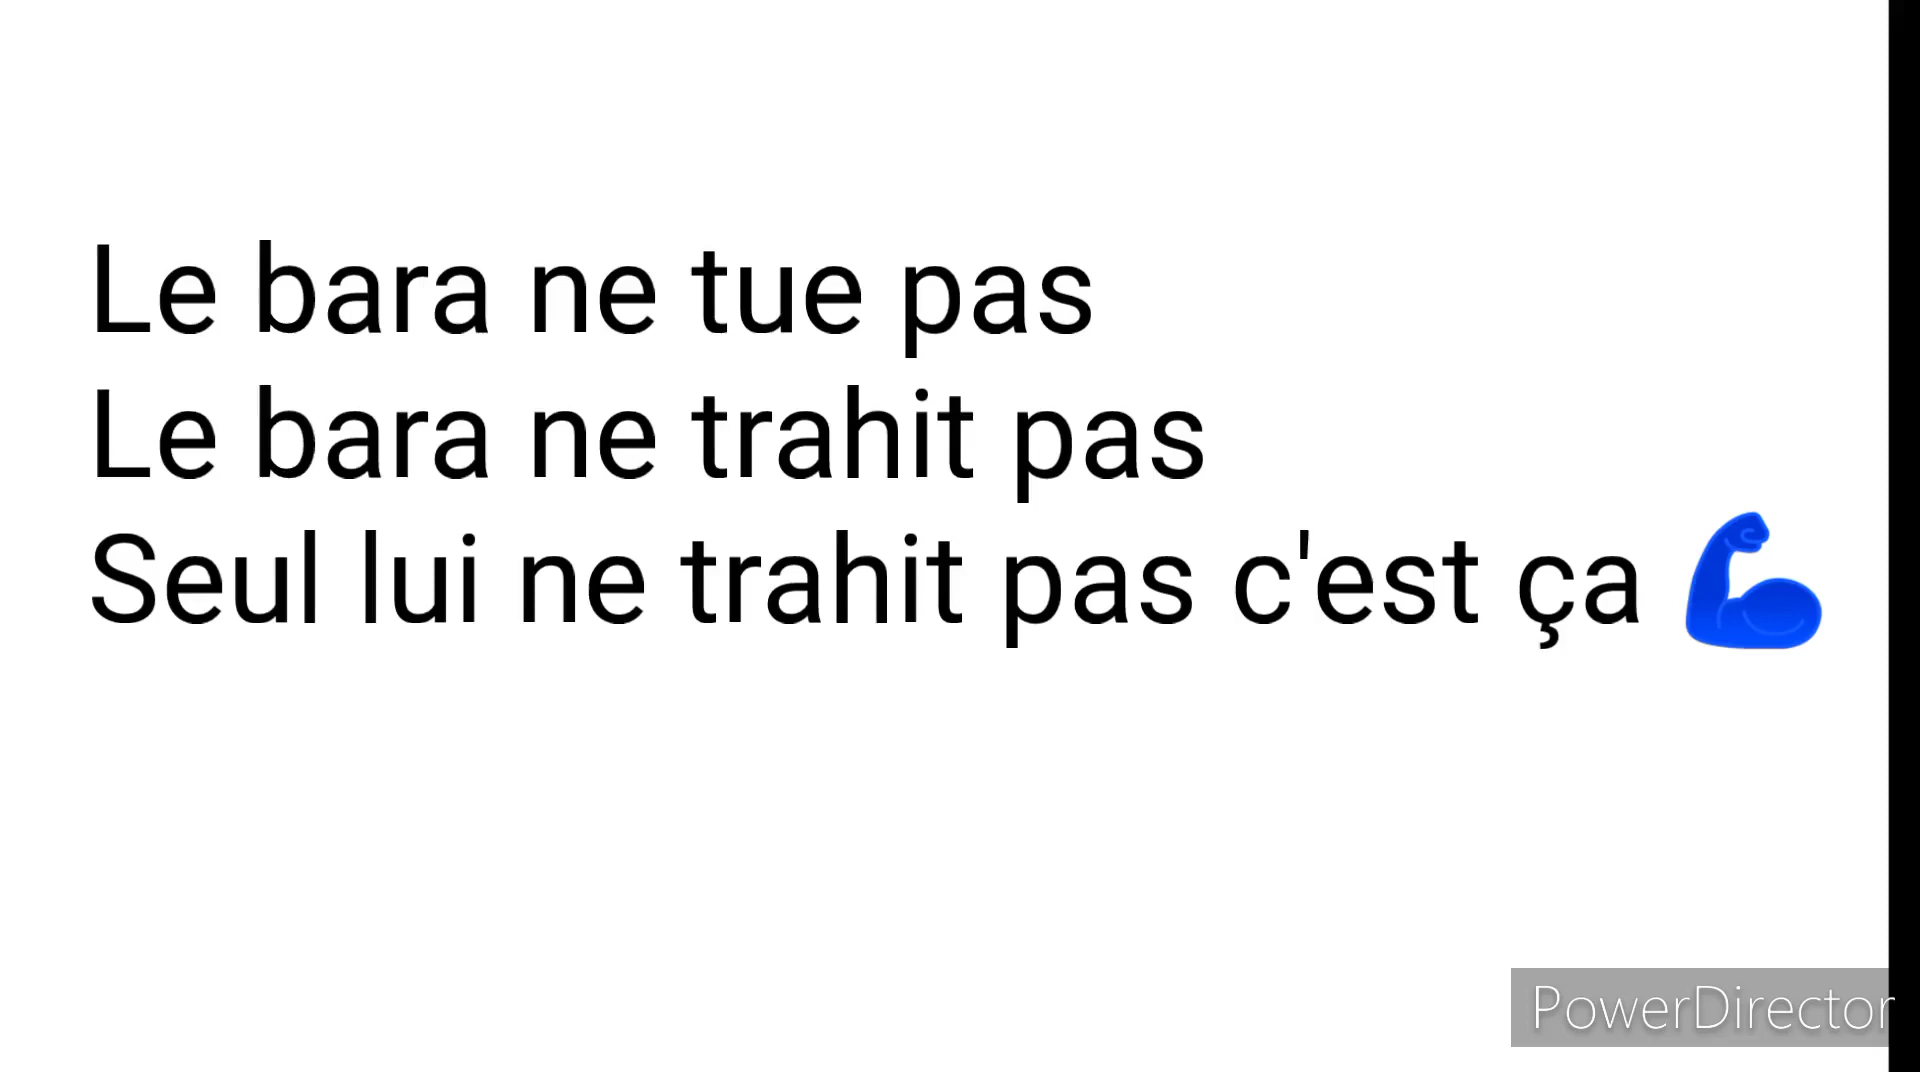 Le bara ne tue pas
Le bara ne trahit pas
Seul lui ne trahit pas c'est ça 💪
PowerDirector